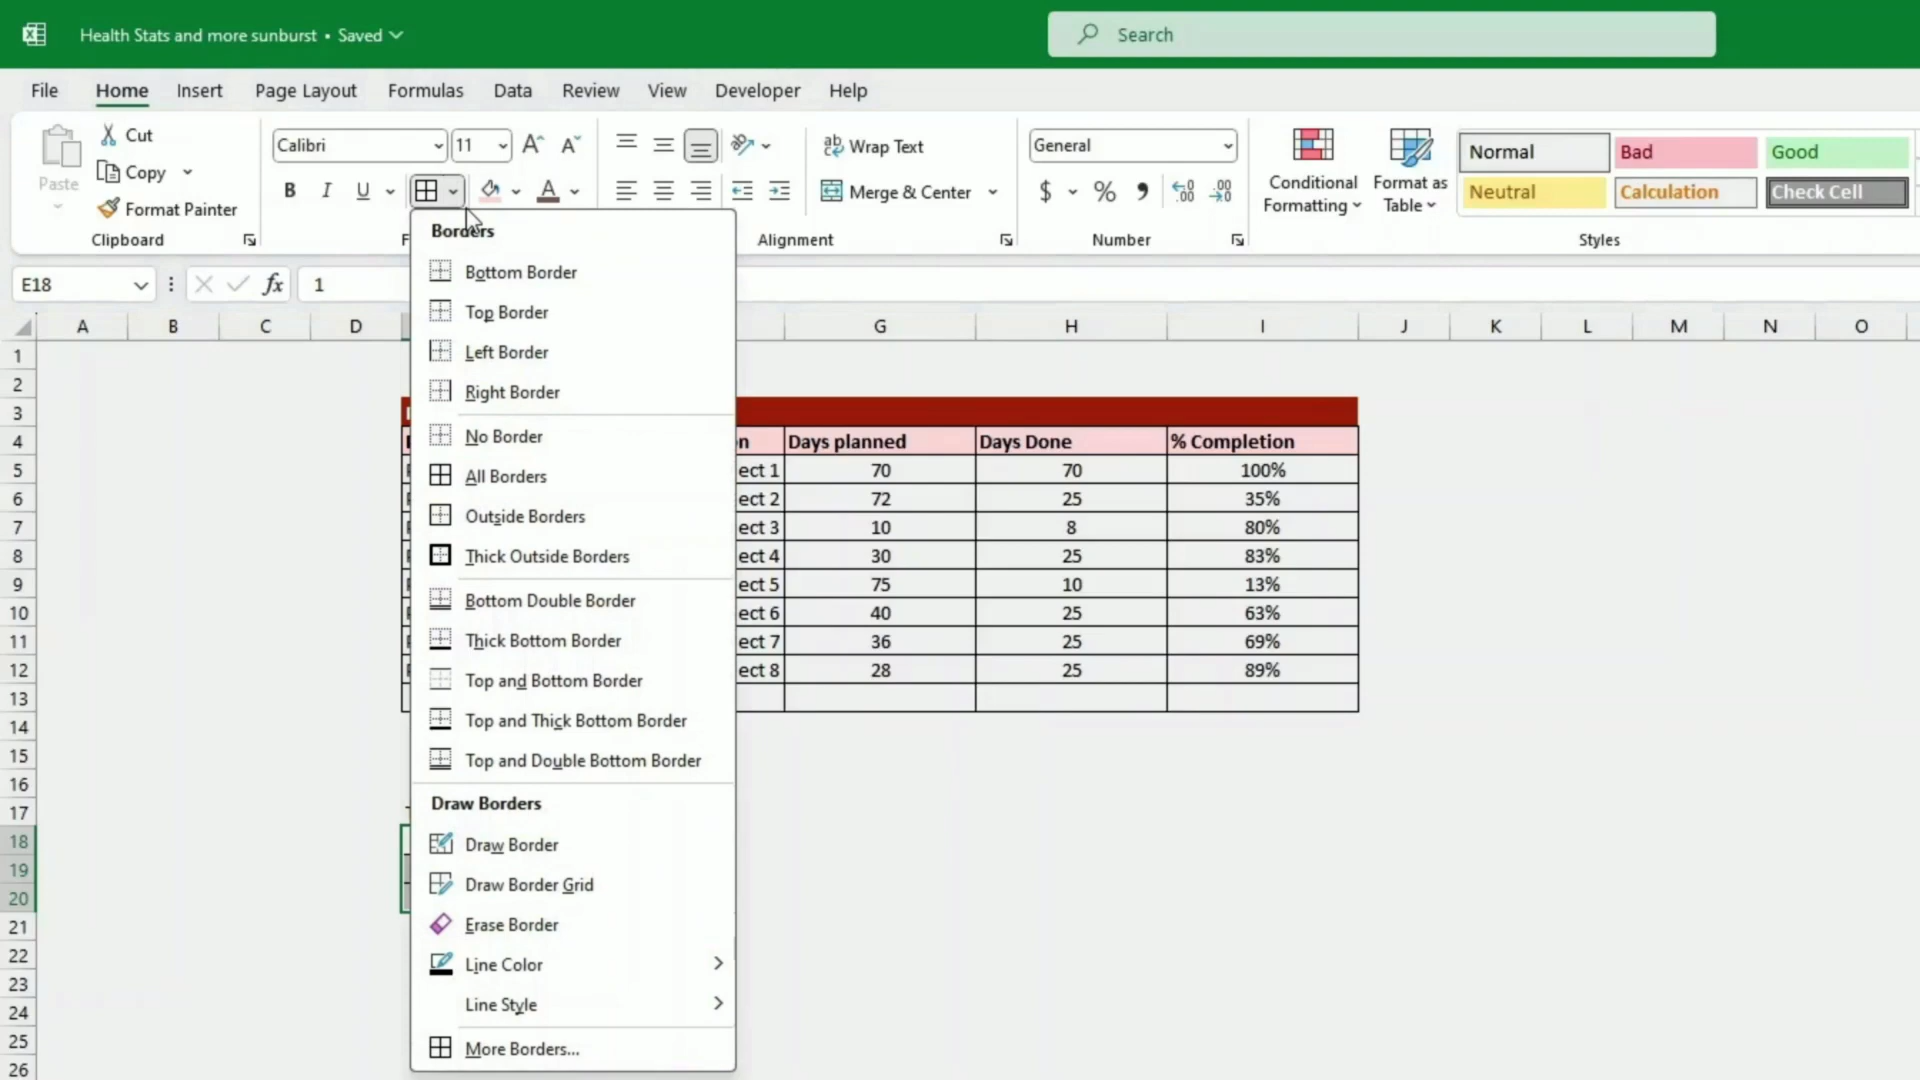 Health Stats and more sunburst • Saved
Search
File Home Insert Page Layout Formulas Data Review View Developer Help
Paste
Cut
Copy
Format Painter
Clipboard
Calibri 11
B I U A
Wrap Text
Merge & Center
Alignment
General
$ % ,
Number
Conditional Formatting
Format as Table
Normal Bad Good
Neutral Calculation Check Cell
Styles
E18 fx 1
A B C D G H I J K L M N O
Borders
Bottom Border
Top Border
Left Border
Right Border
No Border
All Borders
Outside Borders
Thick Outside Borders
Bottom Double Border
Thick Bottom Border
Top and Bottom Border
Top and Thick Bottom Border
Top and Double Bottom Border
Draw Borders
Draw Border
Draw Border Grid
Erase Border
Line Color
Line Style
More Borders...
1
2
3
4 Days planned Days Done % Completion
5 ect 1 70 70 100%
6 ect 2 72 25 35%
7 ect 3 10 8 80%
8 ect 4 30 25 83%
9 ect 5 75 10 13%
10 ect 6 40 25 63%
11 ect 7 36 25 69%
12 ect 8 28 25 89%
13
14
15
16
17
18
19
20
21
22
23
24
25
26